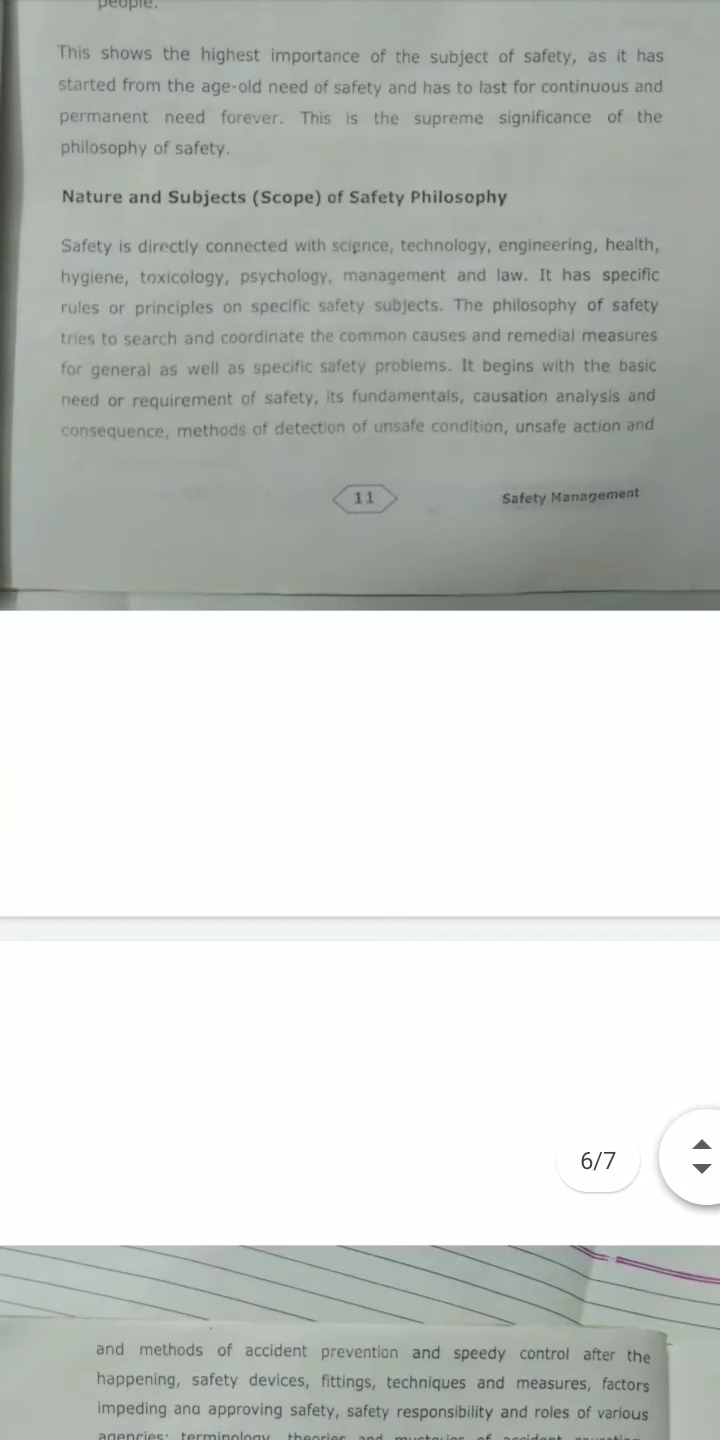 people.
This shows the highest importance of the subject of safety, as it has
started from the age-old need of safety and has to last for continuous and
permanent need forever. This is the supreme significance of the
philosophy of safety.
Nature and Subjects (Scope) of Safety Philosophy
Safety is directly connected with science, technology, engineering, health,
hygiene, toxicology, psychology, management and law. It has specific
rules or principles on specific safety subjects. The philosophy of safety
tries to search and coordinate the common causes and remedial measures
for general as well as specific safety problems. It begins with the basic
need or requirement of safety, its fundamentals, causation analysis and
consequence, methods of detection of unsafe condition, unsafe action and
11 Safety Management
6/7
and methods of accident prevention and speedy control after the
happening, safety devices, fittings, techniques and measures, factors
impeding and approving safety, safety responsibility and roles of various
agencies; terminology, theories and mysteries of accident